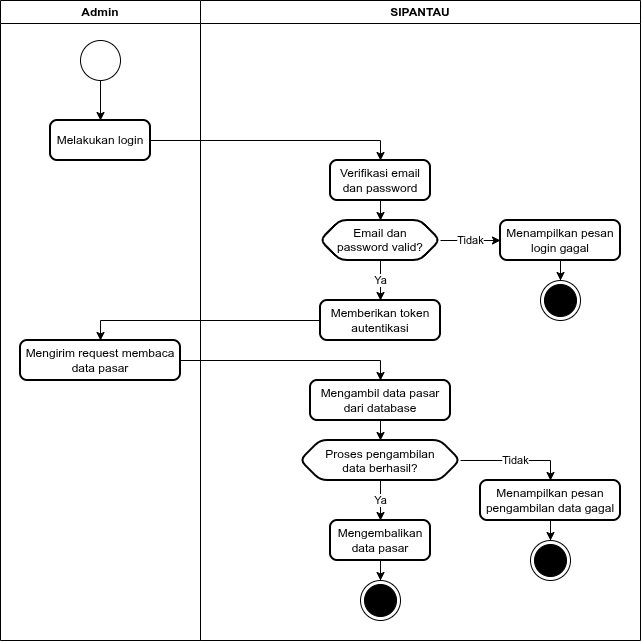 Admin
SIPANTAU
Melakukan login
Verifikasi email
dan password
Email dan
password valid?
Tidak
Menampilkan pesan
login gagal
Ya
Memberikan token
autentikasi
Mengirim request membaca
data pasar
Mengambil data pasar
dari database
Proses pengambilan
data berhasil?
Tidak
Menampilkan pesan
pengambilan data gagal
Ya
Mengembalikan
data pasar